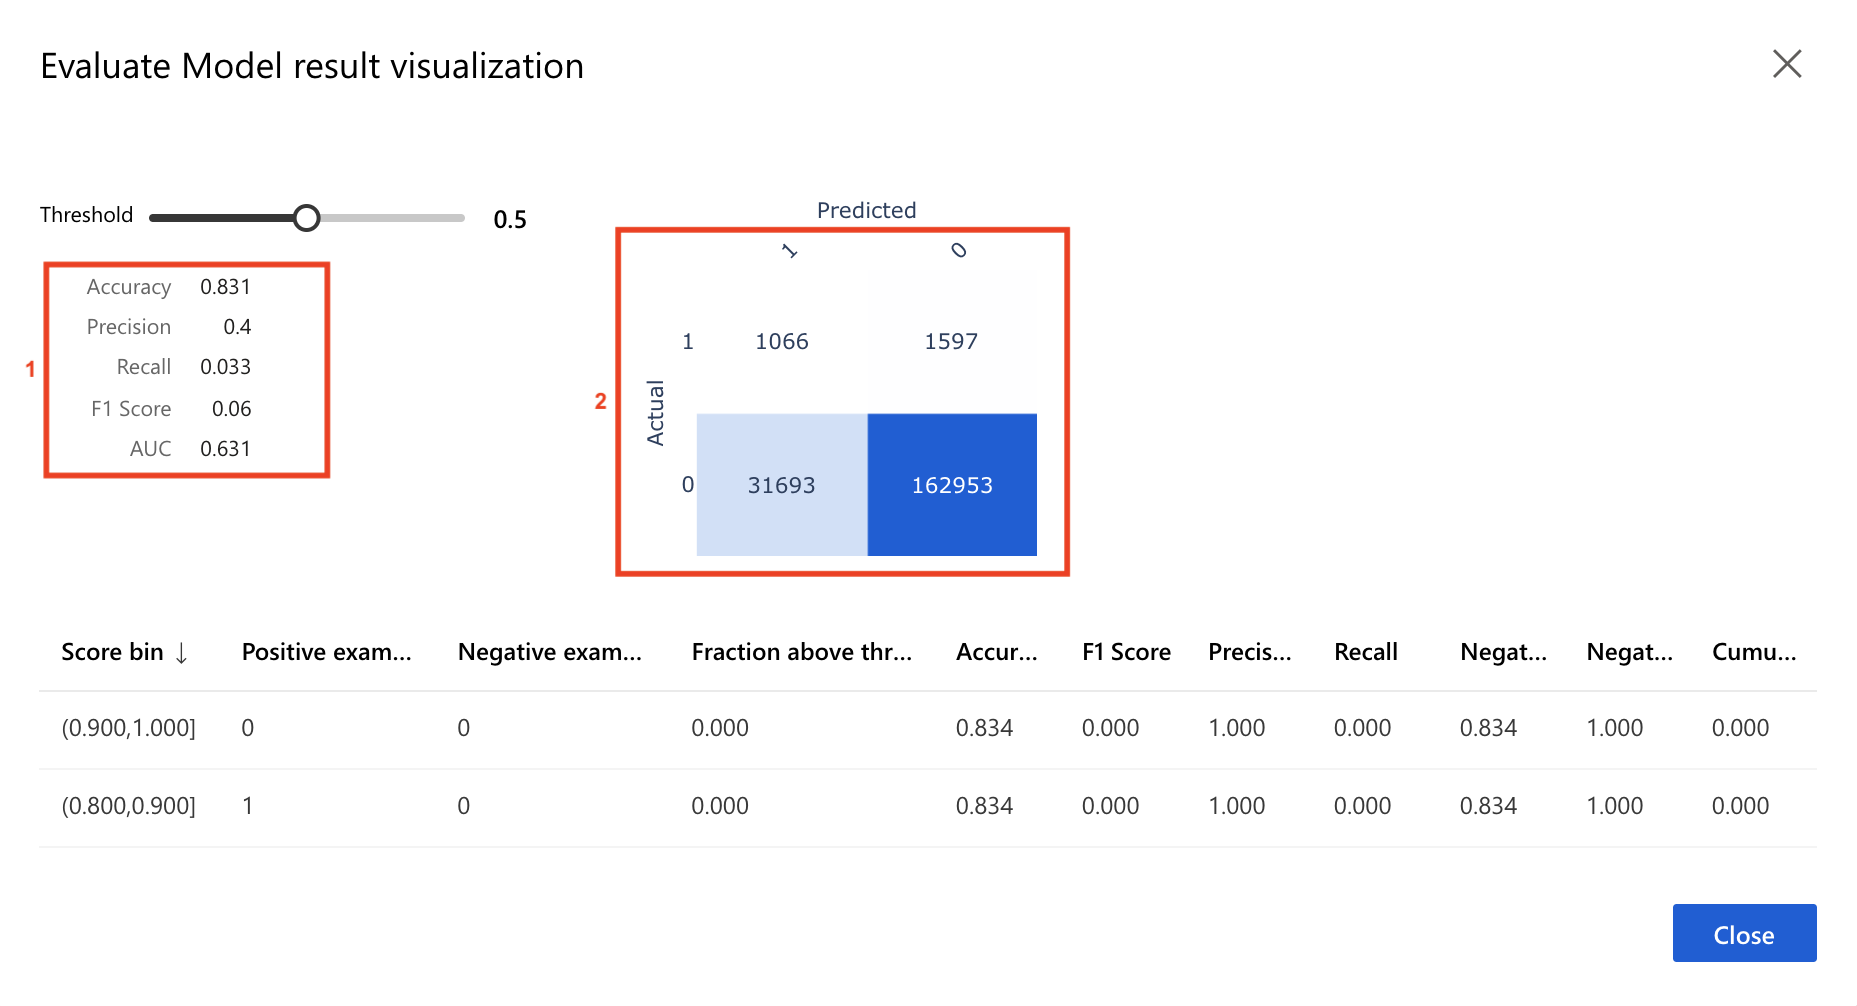 Evaluate Model result visualization
Threshold 0.5
1
Accuracy 0.831
Precision 0.4
Recall 0.033
F1 Score 0.06
AUC 0.631
2
Predicted
1 0
Actual
1 1066 1597
0 31693 162953
Score bin ↓ Positive exam... Negative exam... Fraction above thr... Accur... F1 Score Precis... Recall Negat... Negat... Cumu...
(0.900,1.000] 0 0 0.000 0.834 0.000 1.000 0.000 0.834 1.000 0.000
(0.800,0.900] 1 0 0.000 0.834 0.000 1.000 0.000 0.834 1.000 0.000
Close